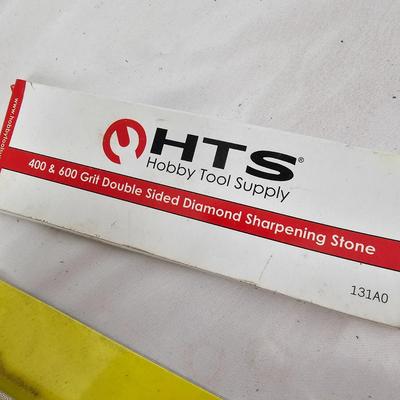 HTS®
Hobby Tool Supply
400 & 600 Grit Double Sided Diamond Sharpening Stone
131A0